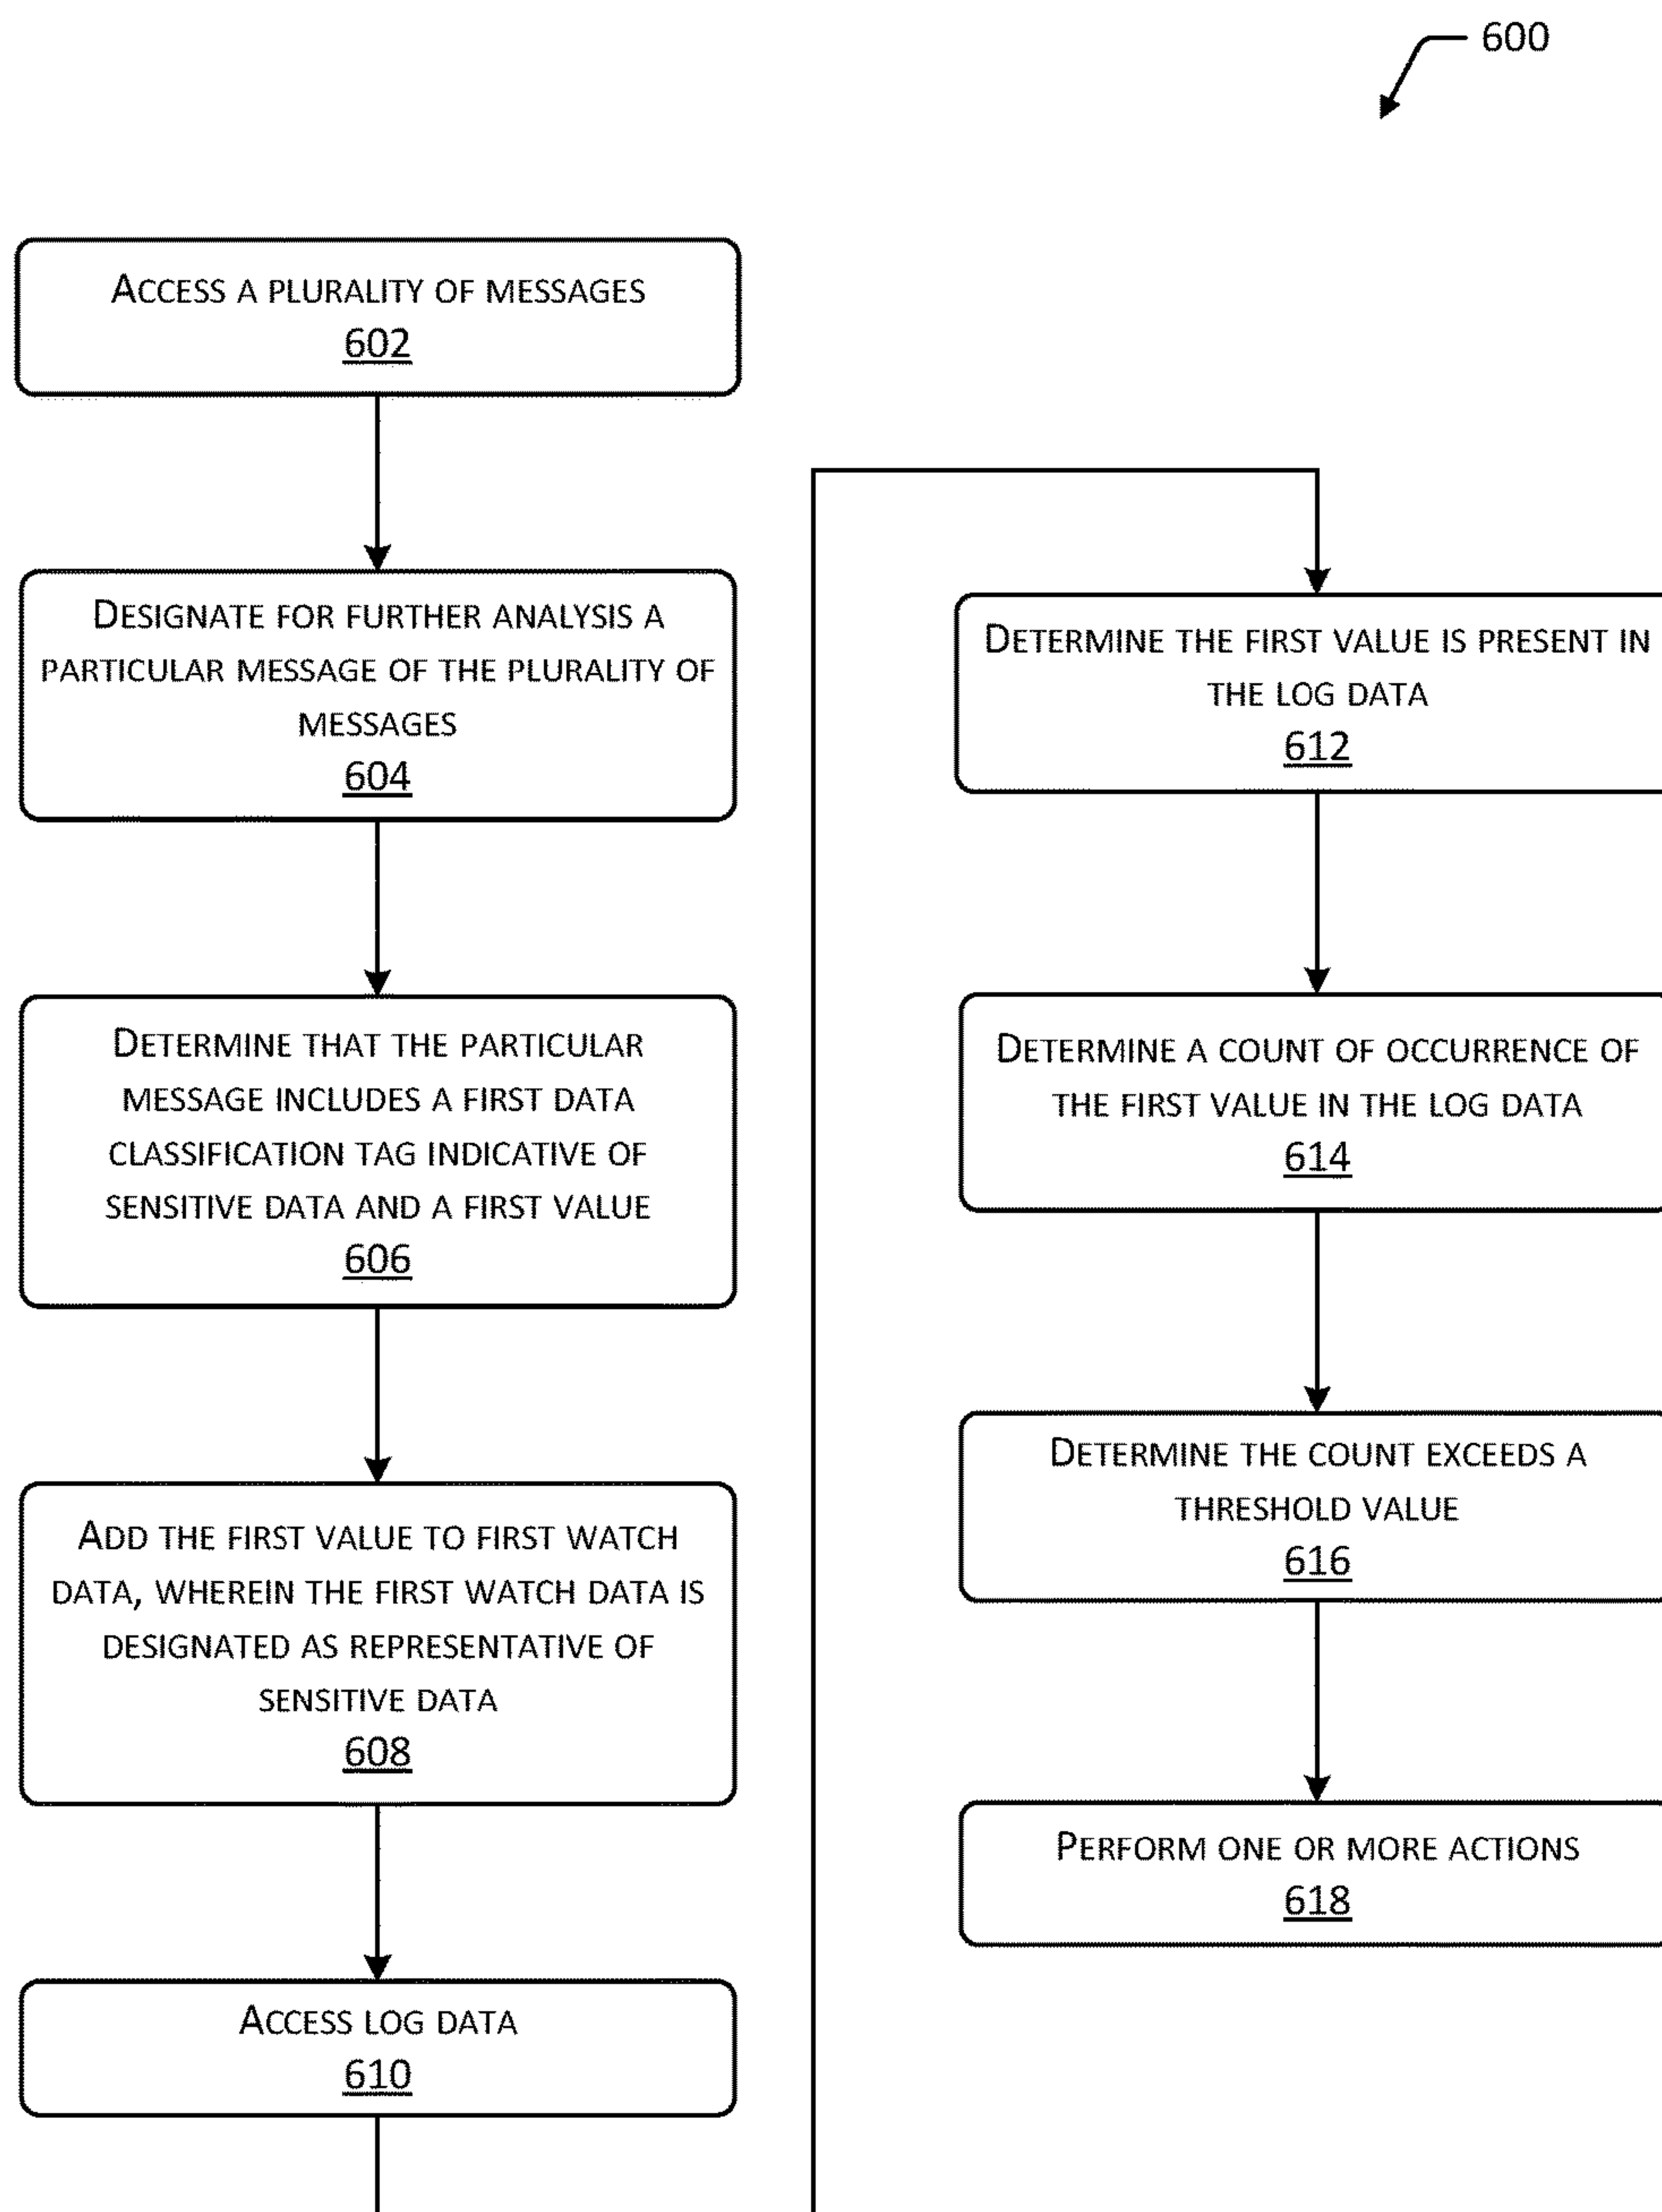 600
ACCESS A PLURALITY OF MESSAGES
602
DESIGNATE FOR FURTHER ANALYSIS A
PARTICULAR MESSAGE OF THE PLURALITY OF
MESSAGES
604
DETERMINE THAT THE PARTICULAR
MESSAGE INCLUDES A FIRST DATA
CLASSIFICATION TAG INDICATIVE OF
SENSITIVE DATA AND A FIRST VALUE
606
ADD THE FIRST VALUE TO FIRST WATCH
DATA, WHEREIN THE FIRST WATCH DATA IS
DESIGNATED AS REPRESENTATIVE OF
SENSITIVE DATA
608
ACCESS LOG DATA
610
DETERMINE THE FIRST VALUE IS PRESENT IN
THE LOG DATA
612
DETERMINE A COUNT OF OCCURRENCE OF
THE FIRST VALUE IN THE LOG DATA
614
DETERMINE THE COUNT EXCEEDS A
THRESHOLD VALUE
616
PERFORM ONE OR MORE ACTIONS
618